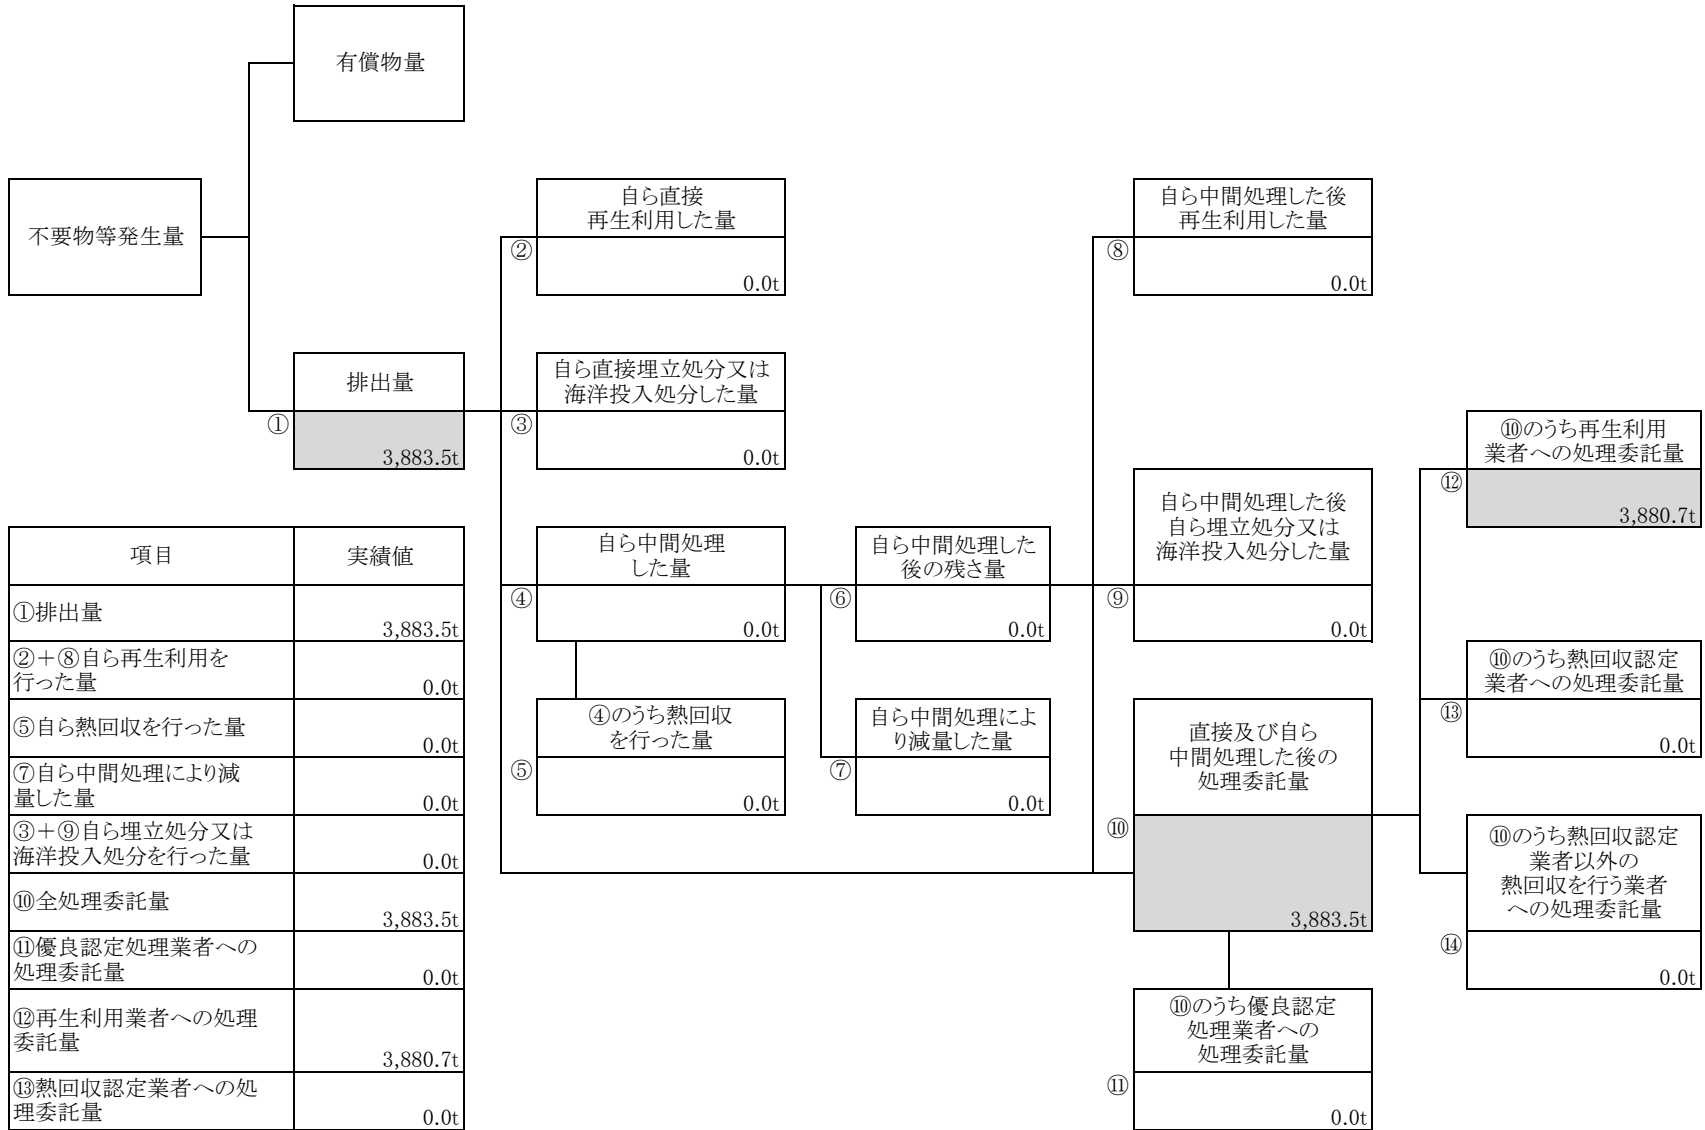 有償物量
不要物等発生量
排出量
①
3,883.5t
自ら直接
再生利用した量
②
0.0t
自ら直接埋立処分又は
海洋投入処分した量
③
0.0t
自ら中間処理
した量
④
0.0t
④のうち熱回収
を行った量
⑤
0.0t
自ら中間処理した
後の残さ量
⑥
0.0t
自ら中間処理によ
り減量した量
⑦
0.0t
自ら中間処理した後
再生利用した量
⑧
0.0t
自ら中間処理した後
自ら埋立処分又は
海洋投入処分した量
⑨
0.0t
直接及び自ら
中間処理した後の
処理委託量
⑩
3,883.5t
⑩のうち優良認定
処理業者への
処理委託量
⑪
0.0t
⑩のうち再生利用
業者への処理委託量
⑫
3,880.7t
⑩のうち熱回収認定
業者への処理委託量
⑬
0.0t
⑩のうち熱回収認定
業者以外の
熱回収を行う業者
への処理委託量
⑭
0.0t
項目 実績値
①排出量
3,883.5t
②＋⑧自ら再生利用を
行った量
0.0t
⑤自ら熱回収を行った量
0.0t
⑦自ら中間処理により減
量した量
0.0t
③＋⑨自ら埋立処分又は
海洋投入処分を行った量
0.0t
⑩全処理委託量
3,883.5t
⑪優良認定処理業者への
処理委託量
0.0t
⑫再生利用業者への処理
委託量
3,880.7t
⑬熱回収認定業者への処
理委託量
0.0t